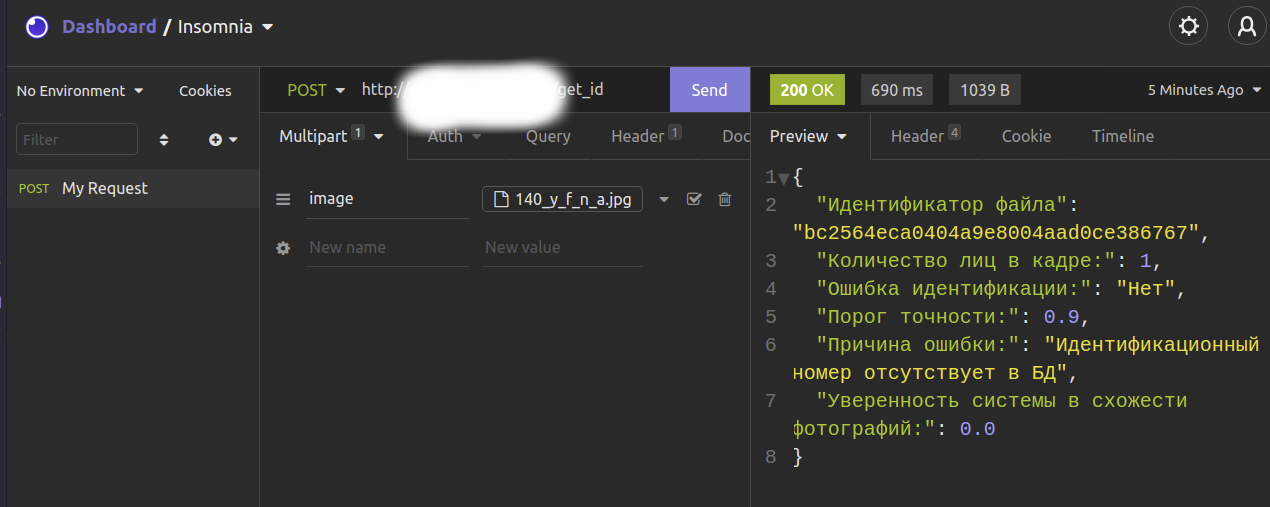 Dashboard / Insomnia
No Environment
Cookies
POST
http:/
get_id
Send
200 OK
690 ms
1039 B
5 Minutes Ago
Filter
Multipart 1
Auth
Query
Header 1
Doc
Preview
Header 4
Cookie
Timeline
POST My Request
image
140_y_f_n_a.jpg
New name
New value
1 {
2 "Идентификатор файла":
"bc2564eca0404a9e8004aad0ce386767",
3 "Количество лиц в кадре:": 1,
4 "Ошибка идентификации:": "Нет",
5 "Порог точности:": 0.9,
6 "Причина ошибки:": "Идентификационный
номер отсутствует в БД",
7 "Уверенность системы в схожести
фотографий:": 0.0
8 }